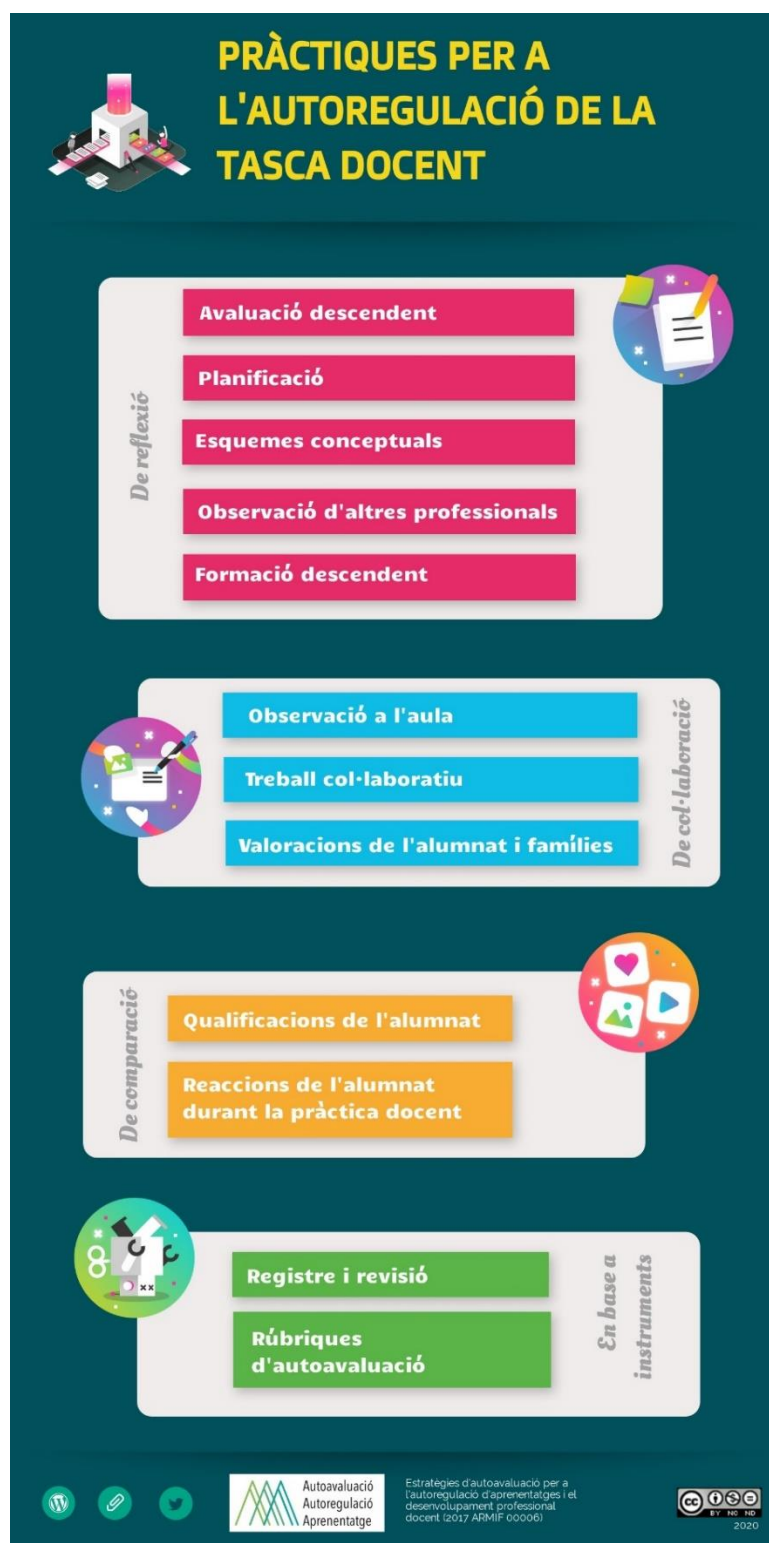 PRÀCTIQUES PER A
L'AUTOREGULACIÓ DE LA
TASCA DOCENT
De reflexió
Avaluació descendent
Planificació
Esquemes conceptuals
Observació d'altres professionals
Formació descendent
Observació a l'aula
Treball col·laboratiu
Valoracions de l'alumnat i famílies
De col·laboració
De comparació
Qualificacions de l'alumnat
Reaccions de l'alumnat
durant la pràctica docent
Registre i revisió
Rúbriques
d'autoavaluació
En base a
instruments
Autoavaluació
Autoregulació
Aprenentatge
Estratègies d'autoavaluació per a
l'autoregulació d'aprenentatges i el
desenvolupament professional
docent (2017 ARMIF 00006)
cc
BY NC ND
2020